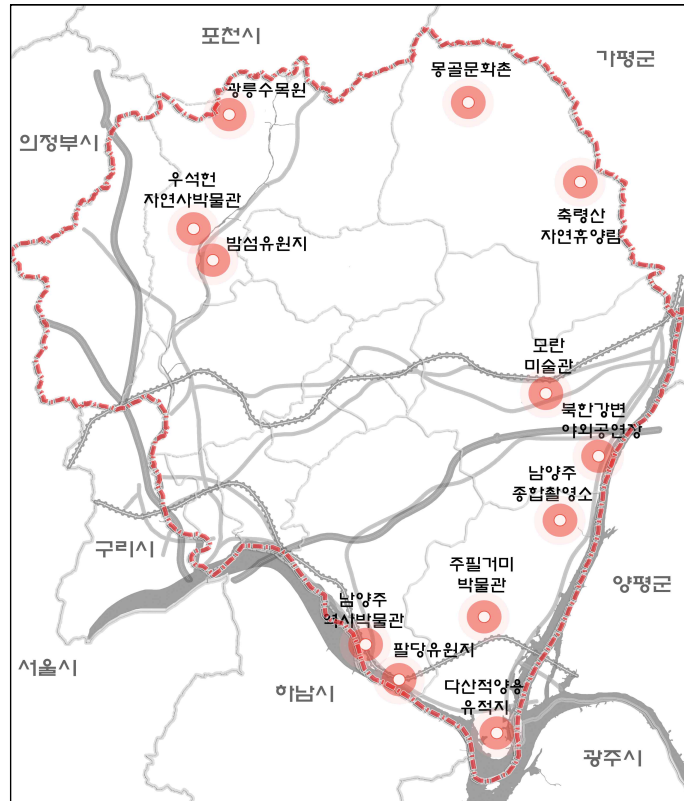 포천시
가평군
몽골문화촌
광릉수목원
의정부시
우석헌
자연사박물관
축령산
자연휴양림
밤섬유원지
모란
미술관
북한강변
야외공연장
남양주
종합촬영소
구리시
주필거미
박물관
양평군
남양주
역사박물관
팔당유원지
서울시
하남시
다산적약용
유적지
광주시